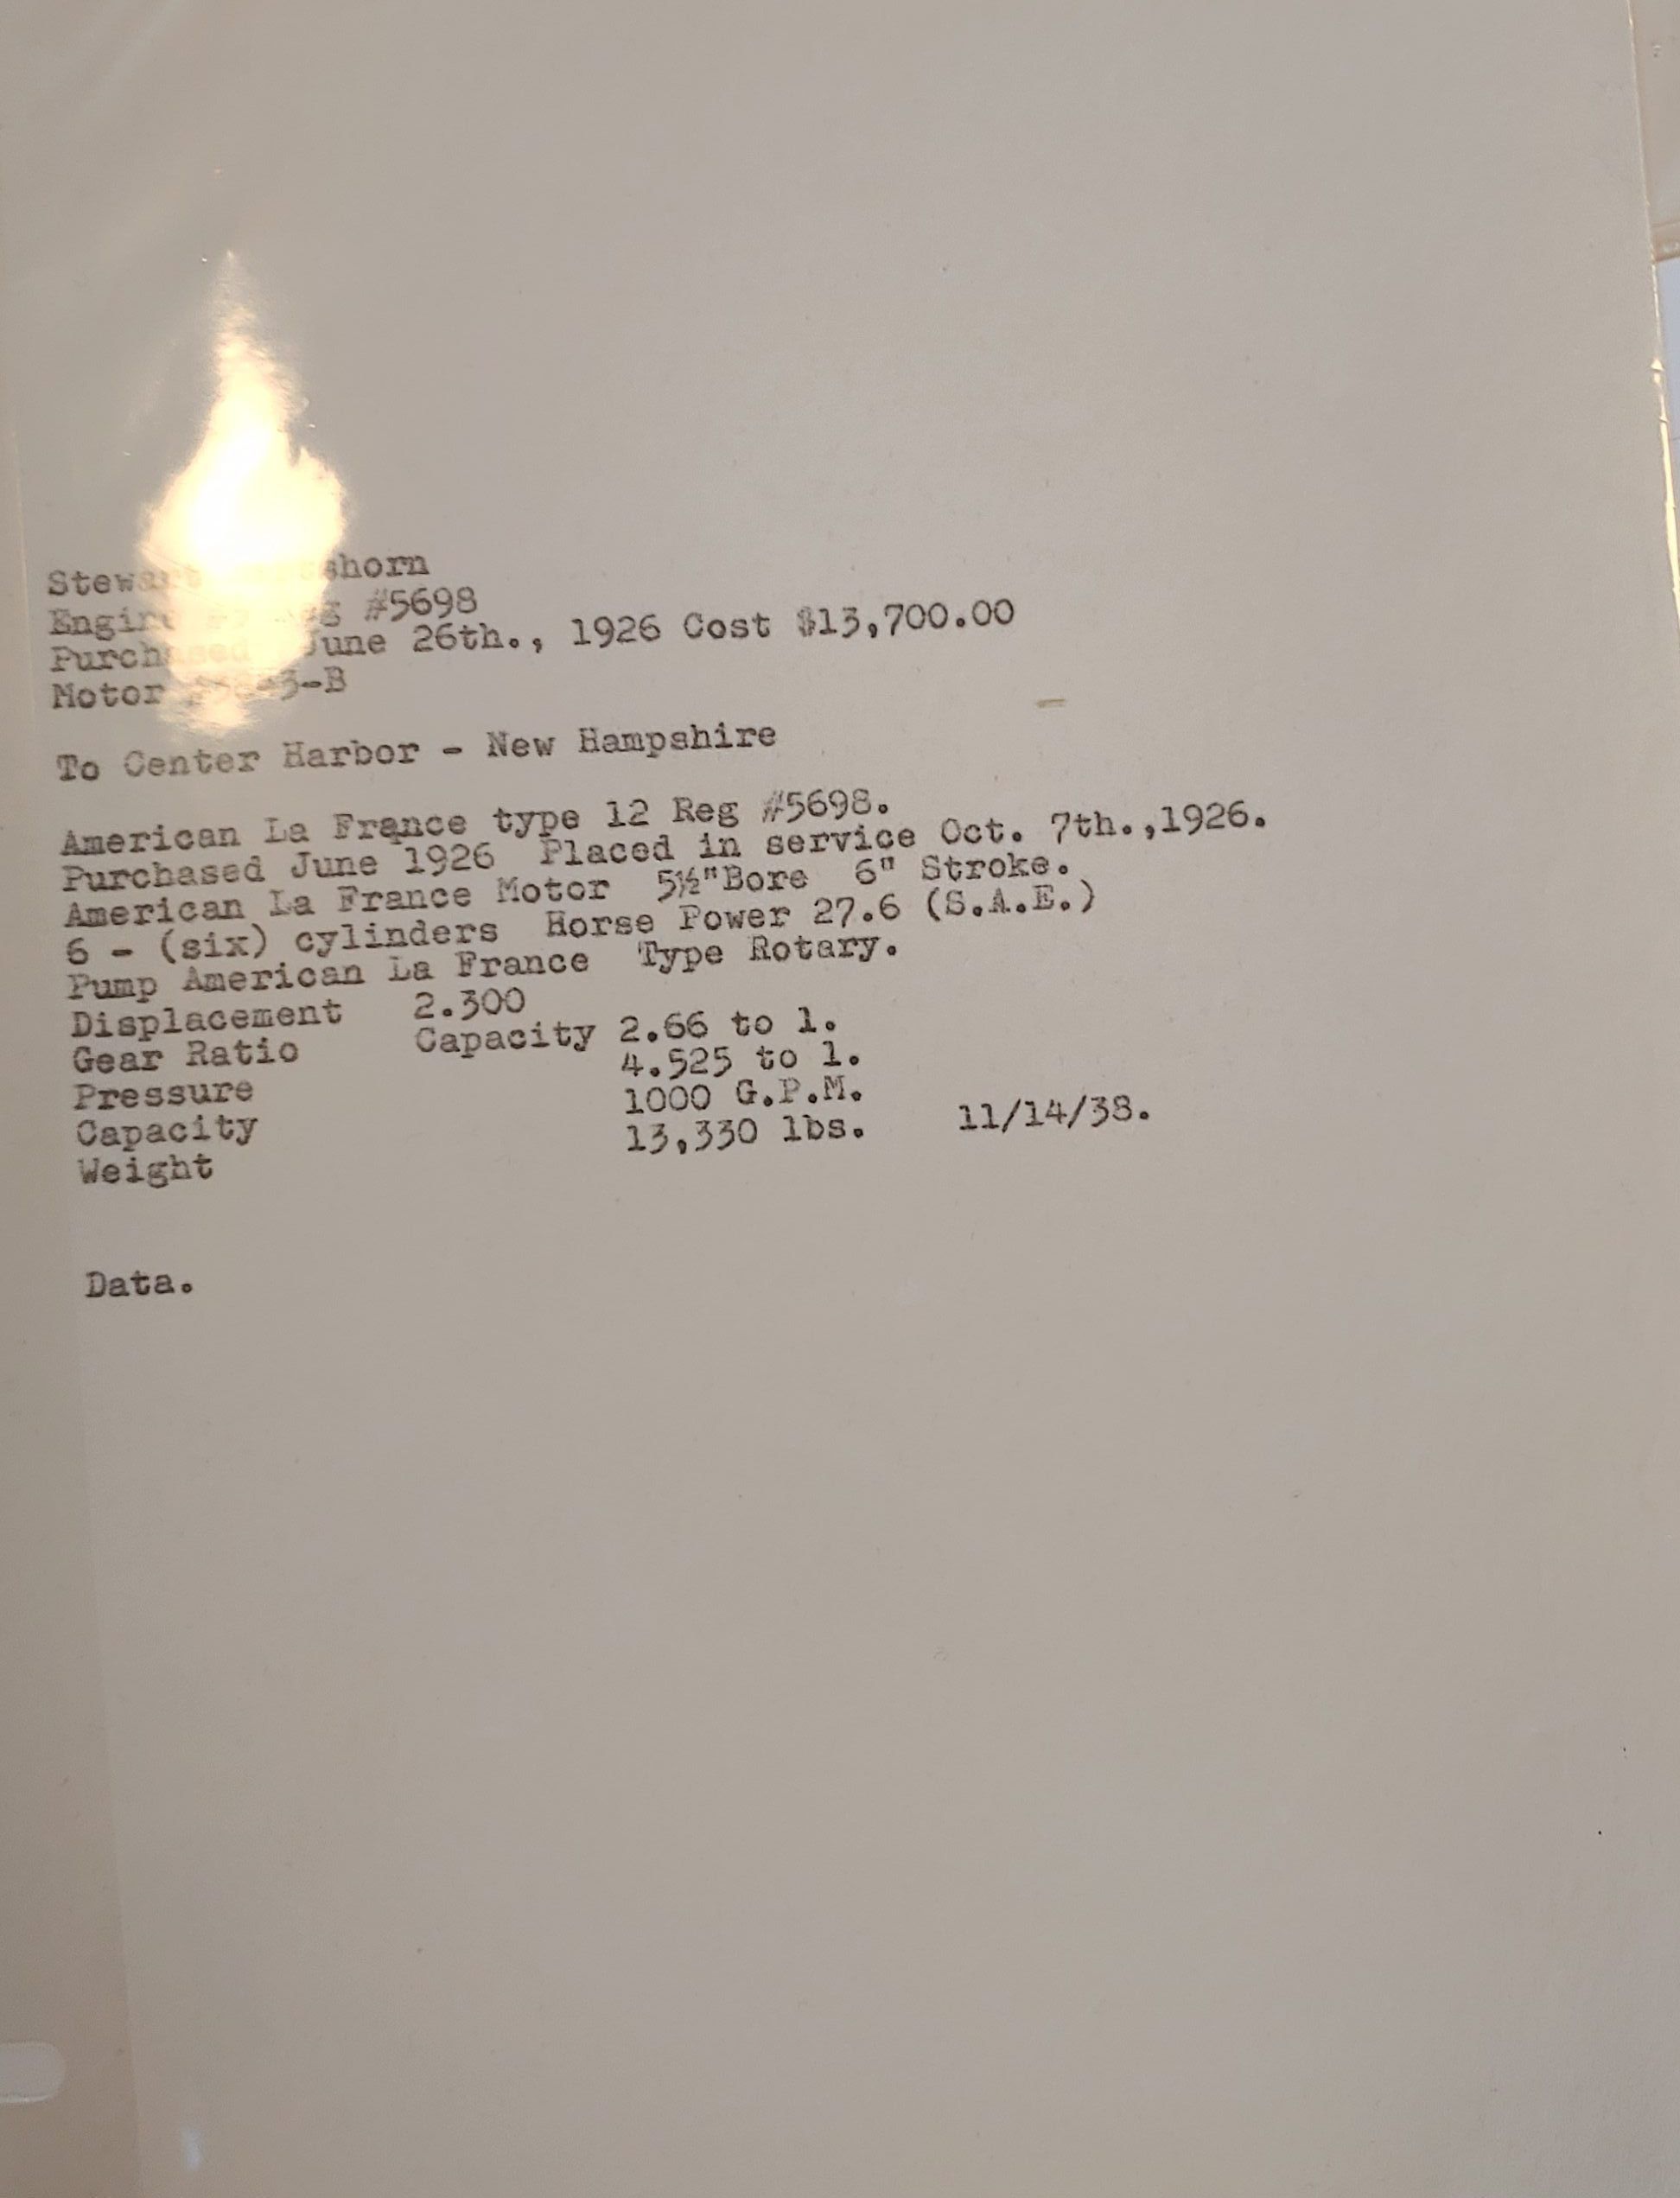 Stewart
Engine #5698
Purchased June 26th., 1926 Cost $13,700.00
Motor
To Center Harbor - New Hampshire
American La France type 12 Reg #5698.
Purchased June 1926 Placed in service Oct. 7th.,1926.
American La France Motor 5½"Bore 6" Stroke.
6 - (six) cylinders Horse Power 27.6 (S.A.E.)
Pump American La France Type Rotary.
Displacement 2.300
Gear Ratio Capacity 2.66 to 1.
Pressure 4.525 to 1.
Capacity 1000 G.P.M.
Weight 13,330 lbs. 11/14/38.
Data.